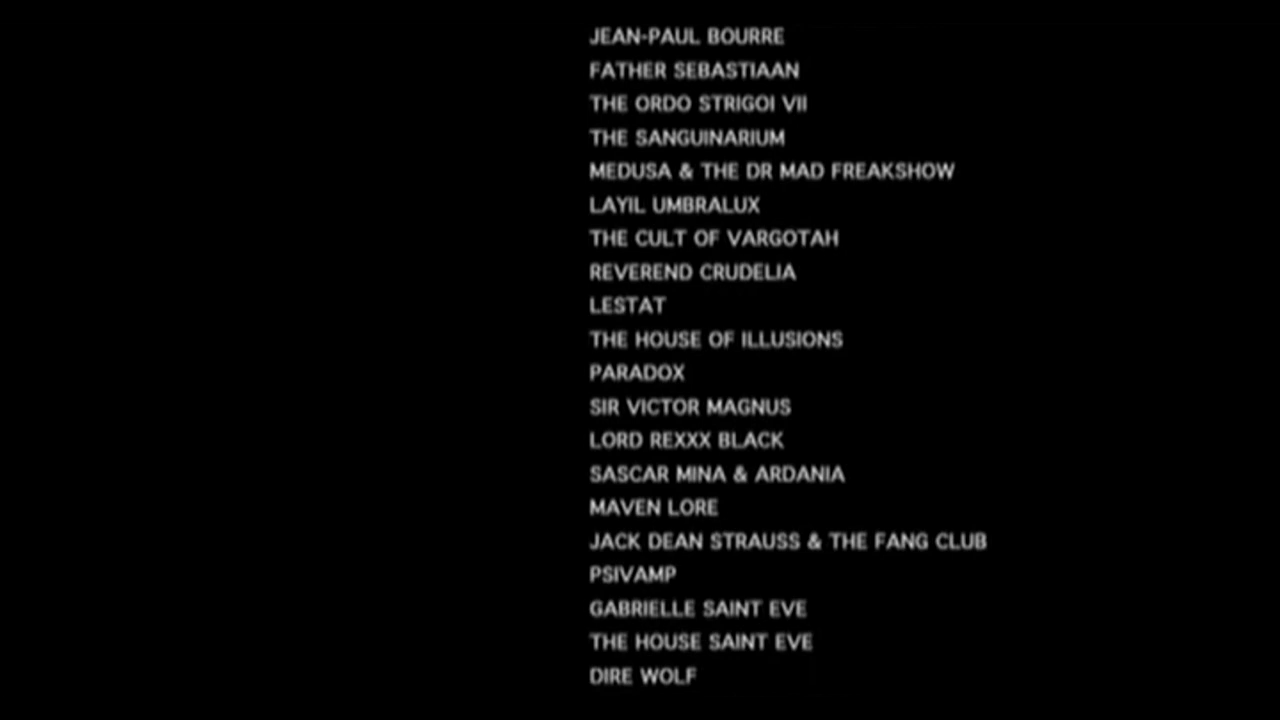 JEAN-PAUL BOURRE
FATHER SEBASTIAAN
THE ORDO STRIGOI VII
THE SANGUINARIUM
MEDUSA & THE DR MAD FREAKSHOW
LAYIL UMBRALUX
THE CULT OF VARGOTAH
REVEREND CRUDELIA
LESTAT
THE HOUSE OF ILLUSIONS
PARADOX
SIR VICTOR MAGNUS
LORD REXXX BLACK
SASCAR MINA & ARDANIA
MAVEN LORE
JACK DEAN STRAUSS & THE FANG CLUB
PSIVAMP
GABRIELLE SAINT EVE
THE HOUSE SAINT EVE
DIRE WOLF